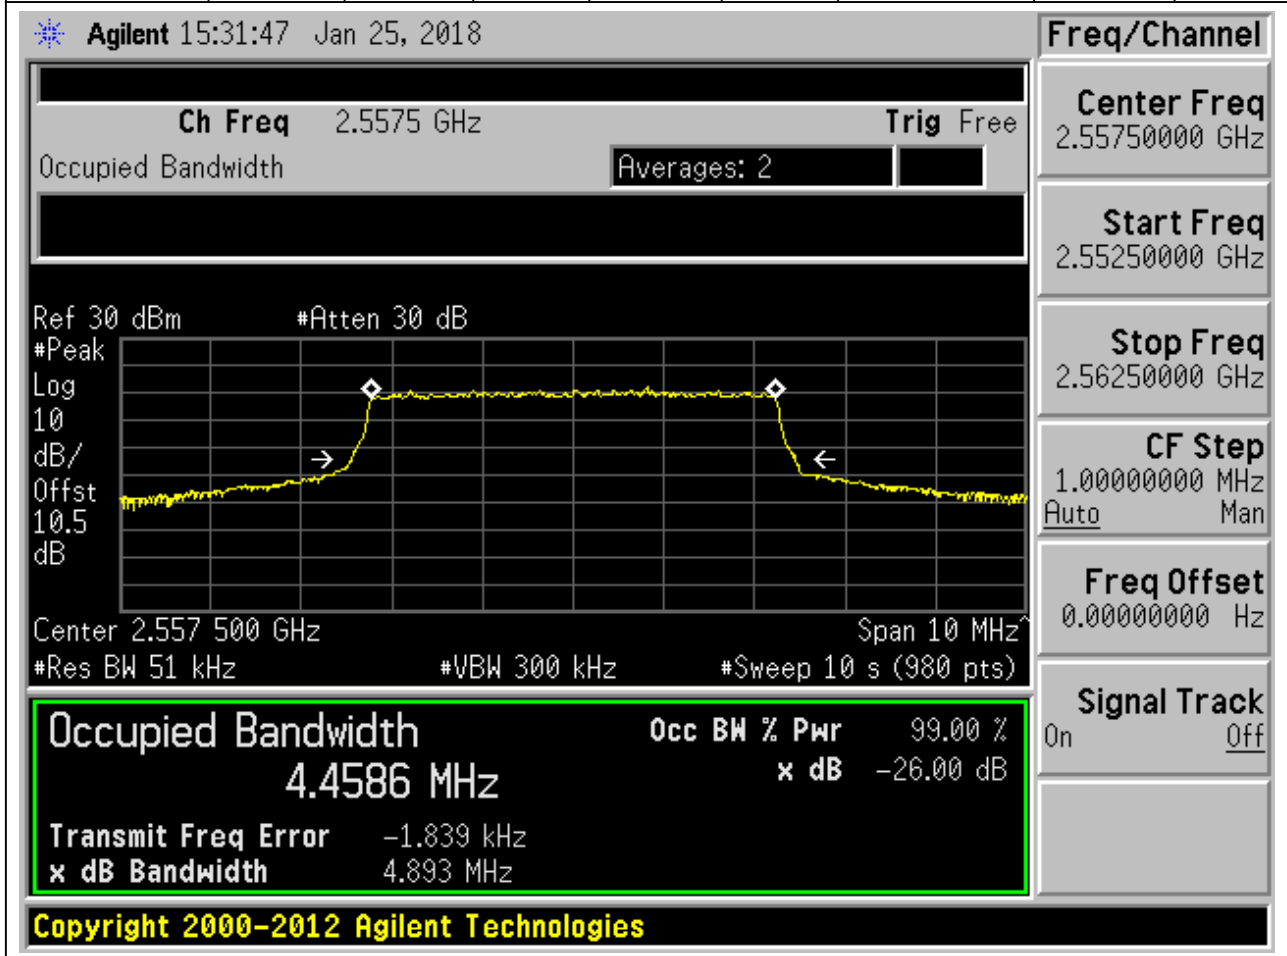 Agilent 15:31:47 Jan 25, 2018
Freq/Channel
Ch Freq 2.5575 GHz Trig Free
Occupied Bandwidth Averages: 2
Ref 30 dBm #Atten 30 dB
#Peak
Log
10
dB/
Offst
10.5
dB
Center 2.557 500 GHz Span 10 MHz^
#Res BW 51 kHz #VBW 300 kHz #Sweep 10 s (980 pts)
Occupied Bandwidth Occ BW % Pwr 99.00 %
4.4586 MHz x dB -26.00 dB
Transmit Freq Error -1.839 kHz
x dB Bandwidth 4.893 MHz
Center Freq
2.55750000 GHz
Start Freq
2.55250000 GHz
Stop Freq
2.56250000 GHz
CF Step
1.00000000 MHz
Auto Man
Freq Offset
0.00000000 Hz
Signal Track
On Off
Copyright 2000-2012 Agilent Technologies